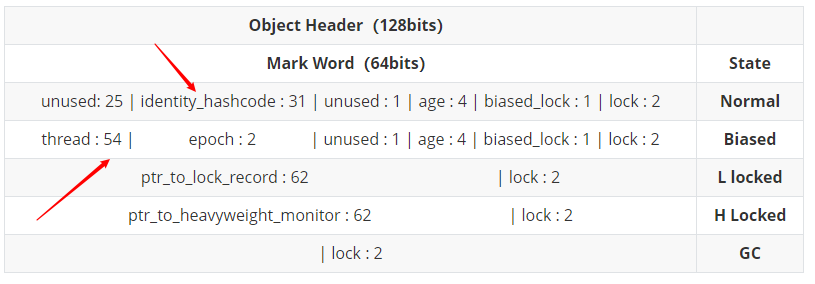 Object Header（128bits）
Mark Word（64bits） State
unused: 25 | identity_hashcode : 31 | unused : 1 | age : 4 | biased_lock : 1 | lock : 2 Normal
thread : 54 | epoch : 2 | unused : 1 | age : 4 | biased_lock : 1 | lock : 2 Biased
ptr_to_lock_record : 62 | lock : 2 L locked
ptr_to_heavyweight_monitor : 62 | lock : 2 H Locked
| lock : 2 GC